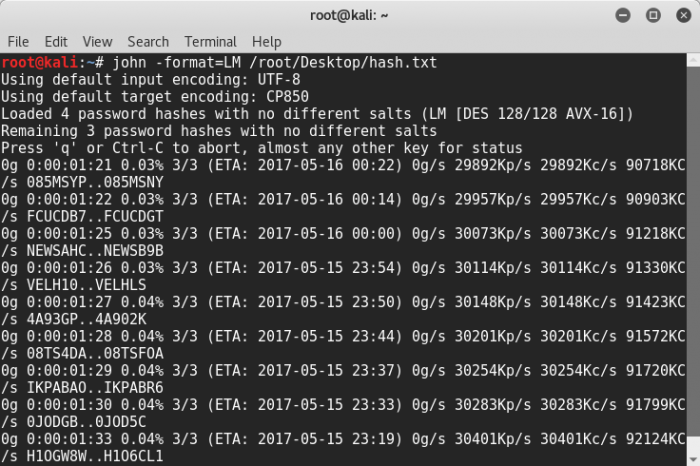 root@kali: ~
File Edit View Search Terminal Help
root@kali:~# john -format=LM /root/Desktop/hash.txt
Using default input encoding: UTF-8
Using default target encoding: CP850
Loaded 4 password hashes with no different salts (LM [DES 128/128 AVX-16])
Remaining 3 password hashes with no different salts
Press 'q' or Ctrl-C to abort, almost any other key for status
0g 0:00:01:21 0.03% 3/3 (ETA: 2017-05-16 00:22) 0g/s 29892Kp/s 29892Kc/s 90718KC
/s 085MSYP..085MSNY
0g 0:00:01:22 0.03% 3/3 (ETA: 2017-05-16 00:14) 0g/s 29957Kp/s 29957Kc/s 90903KC
/s FCUCDB7..FCUCDGT
0g 0:00:01:25 0.03% 3/3 (ETA: 2017-05-16 00:00) 0g/s 30073Kp/s 30073Kc/s 91218KC
/s NEWSAHC..NEWSB9B
0g 0:00:01:26 0.03% 3/3 (ETA: 2017-05-15 23:54) 0g/s 30114Kp/s 30114Kc/s 91330KC
/s VELH10..VELHLS
0g 0:00:01:27 0.04% 3/3 (ETA: 2017-05-15 23:50) 0g/s 30148Kp/s 30148Kc/s 91423KC
/s 4A93GP..4A902K
0g 0:00:01:28 0.04% 3/3 (ETA: 2017-05-15 23:44) 0g/s 30201Kp/s 30201Kc/s 91572KC
/s 08TS4DA..08TSFOA
0g 0:00:01:29 0.04% 3/3 (ETA: 2017-05-15 23:37) 0g/s 30254Kp/s 30254Kc/s 91720KC
/s IKPABAO..IKPABR6
0g 0:00:01:30 0.04% 3/3 (ETA: 2017-05-15 23:33) 0g/s 30283Kp/s 30283Kc/s 91799KC
/s 0JODGB..0JOD5C
0g 0:00:01:33 0.04% 3/3 (ETA: 2017-05-15 23:19) 0g/s 30401Kp/s 30401Kc/s 92124KC
/s H1OGW8W..H1O6CL1